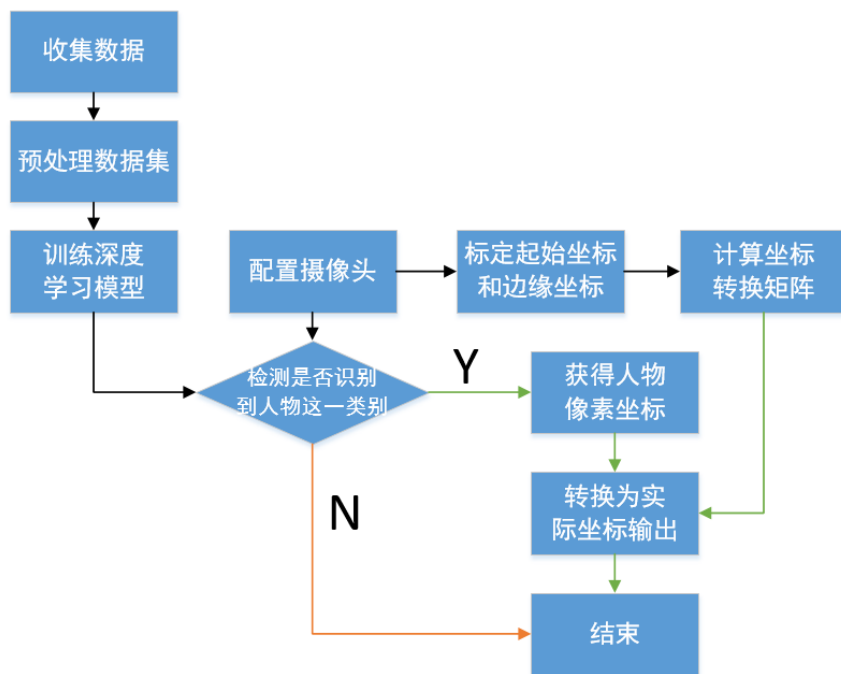 收集数据
预处理数据集
训练深度
学习模型
配置摄像头
标定起始坐标
和边缘坐标
计算坐标
转换矩阵
检测是否识别
到人物这一类别
Y
获得人物
像素坐标
N
转换为实
际坐标输出
结束